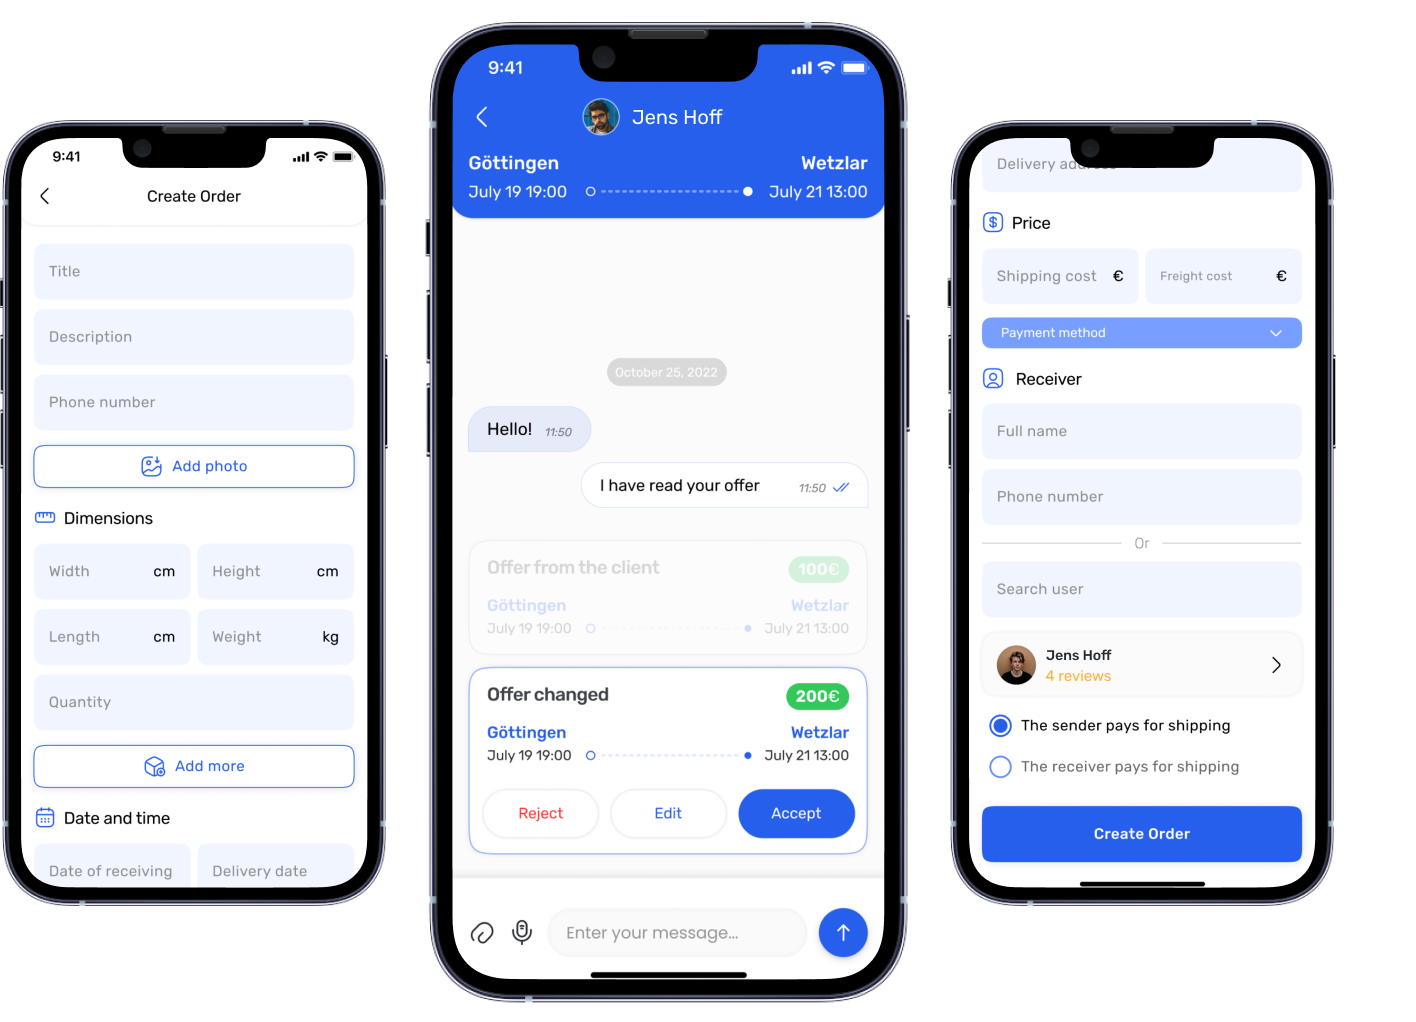 9:41
Create Order
Title
Description
Phone number
Add photo
Dimensions
Width cm
Height cm
Length cm
Weight kg
Quantity
Add more
Date and time
Date of receiving
Delivery date
9:41
Jens Hoff
Göttingen Wetzlar
July 19 19:00 July 21 13:00
October 25, 2022
Hello! 11:50
I have read your offer 11:50
Offer from the client 100€
Göttingen Wetzlar
July 19 19:00 July 21 13:00
Offer changed 200€
Göttingen Wetzlar
July 19 19:00 July 21 13:00
Reject Edit Accept
Enter your message...
Delivery address
Price
Shipping cost €
Freight cost €
Payment method
Receiver
Full name
Phone number
Or
Search user
Jens Hoff
4 reviews
The sender pays for shipping
The receiver pays for shipping
Create Order